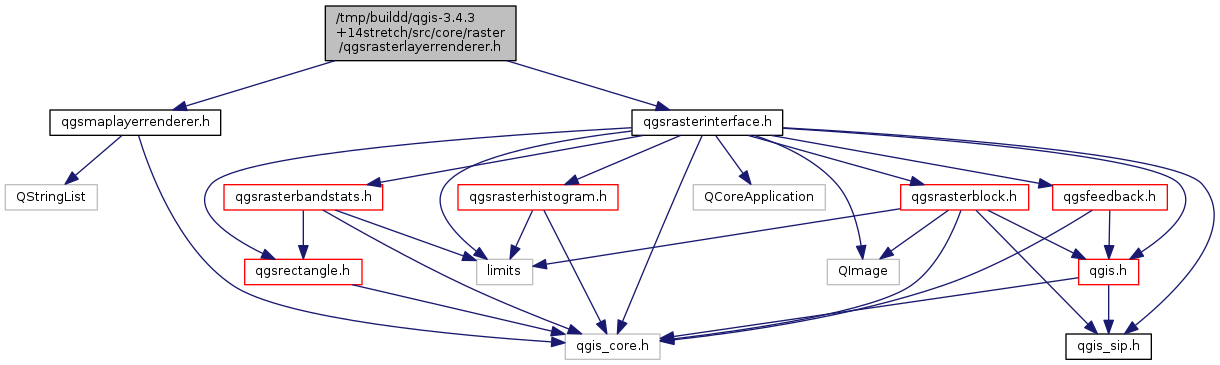 /tmp/buildd/qgis-3.4.3
+14stretch/src/core/raster
/qgsrasterlayerrenderer.h
qgsmaplayerrenderer.h
qgsrasterinterface.h
QStringList
qgsrasterbandstats.h
qgsrasterhistogram.h
QCoreApplication
qgsrasterblock.h
qgsfeedback.h
qgsrectangle.h
limits
QImage
qgis.h
qgis_core.h
qgis_sip.h